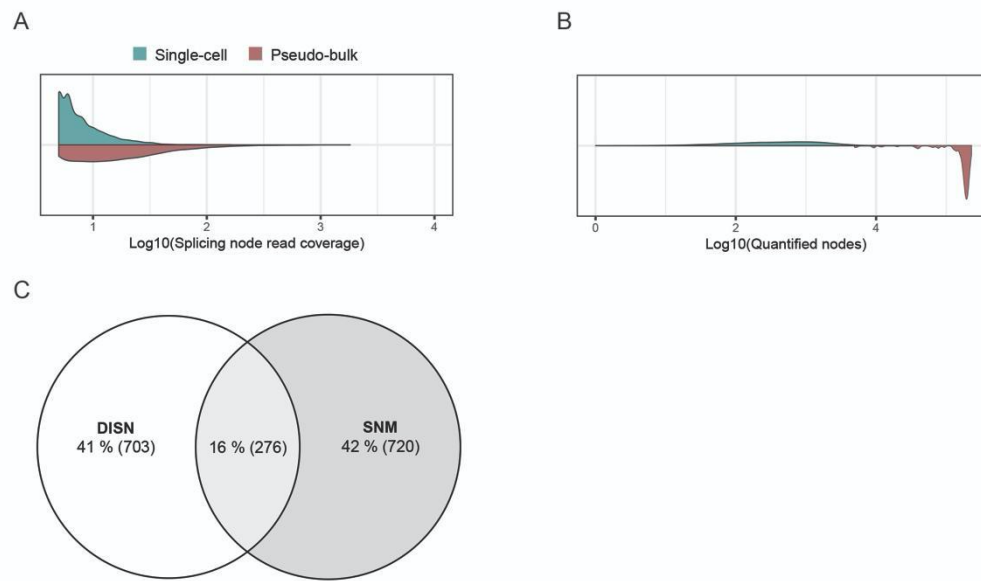 A
B
Single-cell
Pseudo-bulk
1
2
3
4
Log10(Splicing node read coverage)
0
2
4
Log10(Quantified nodes)
C
DISN
41 % (703)
16 % (276)
SNM
42 % (720)